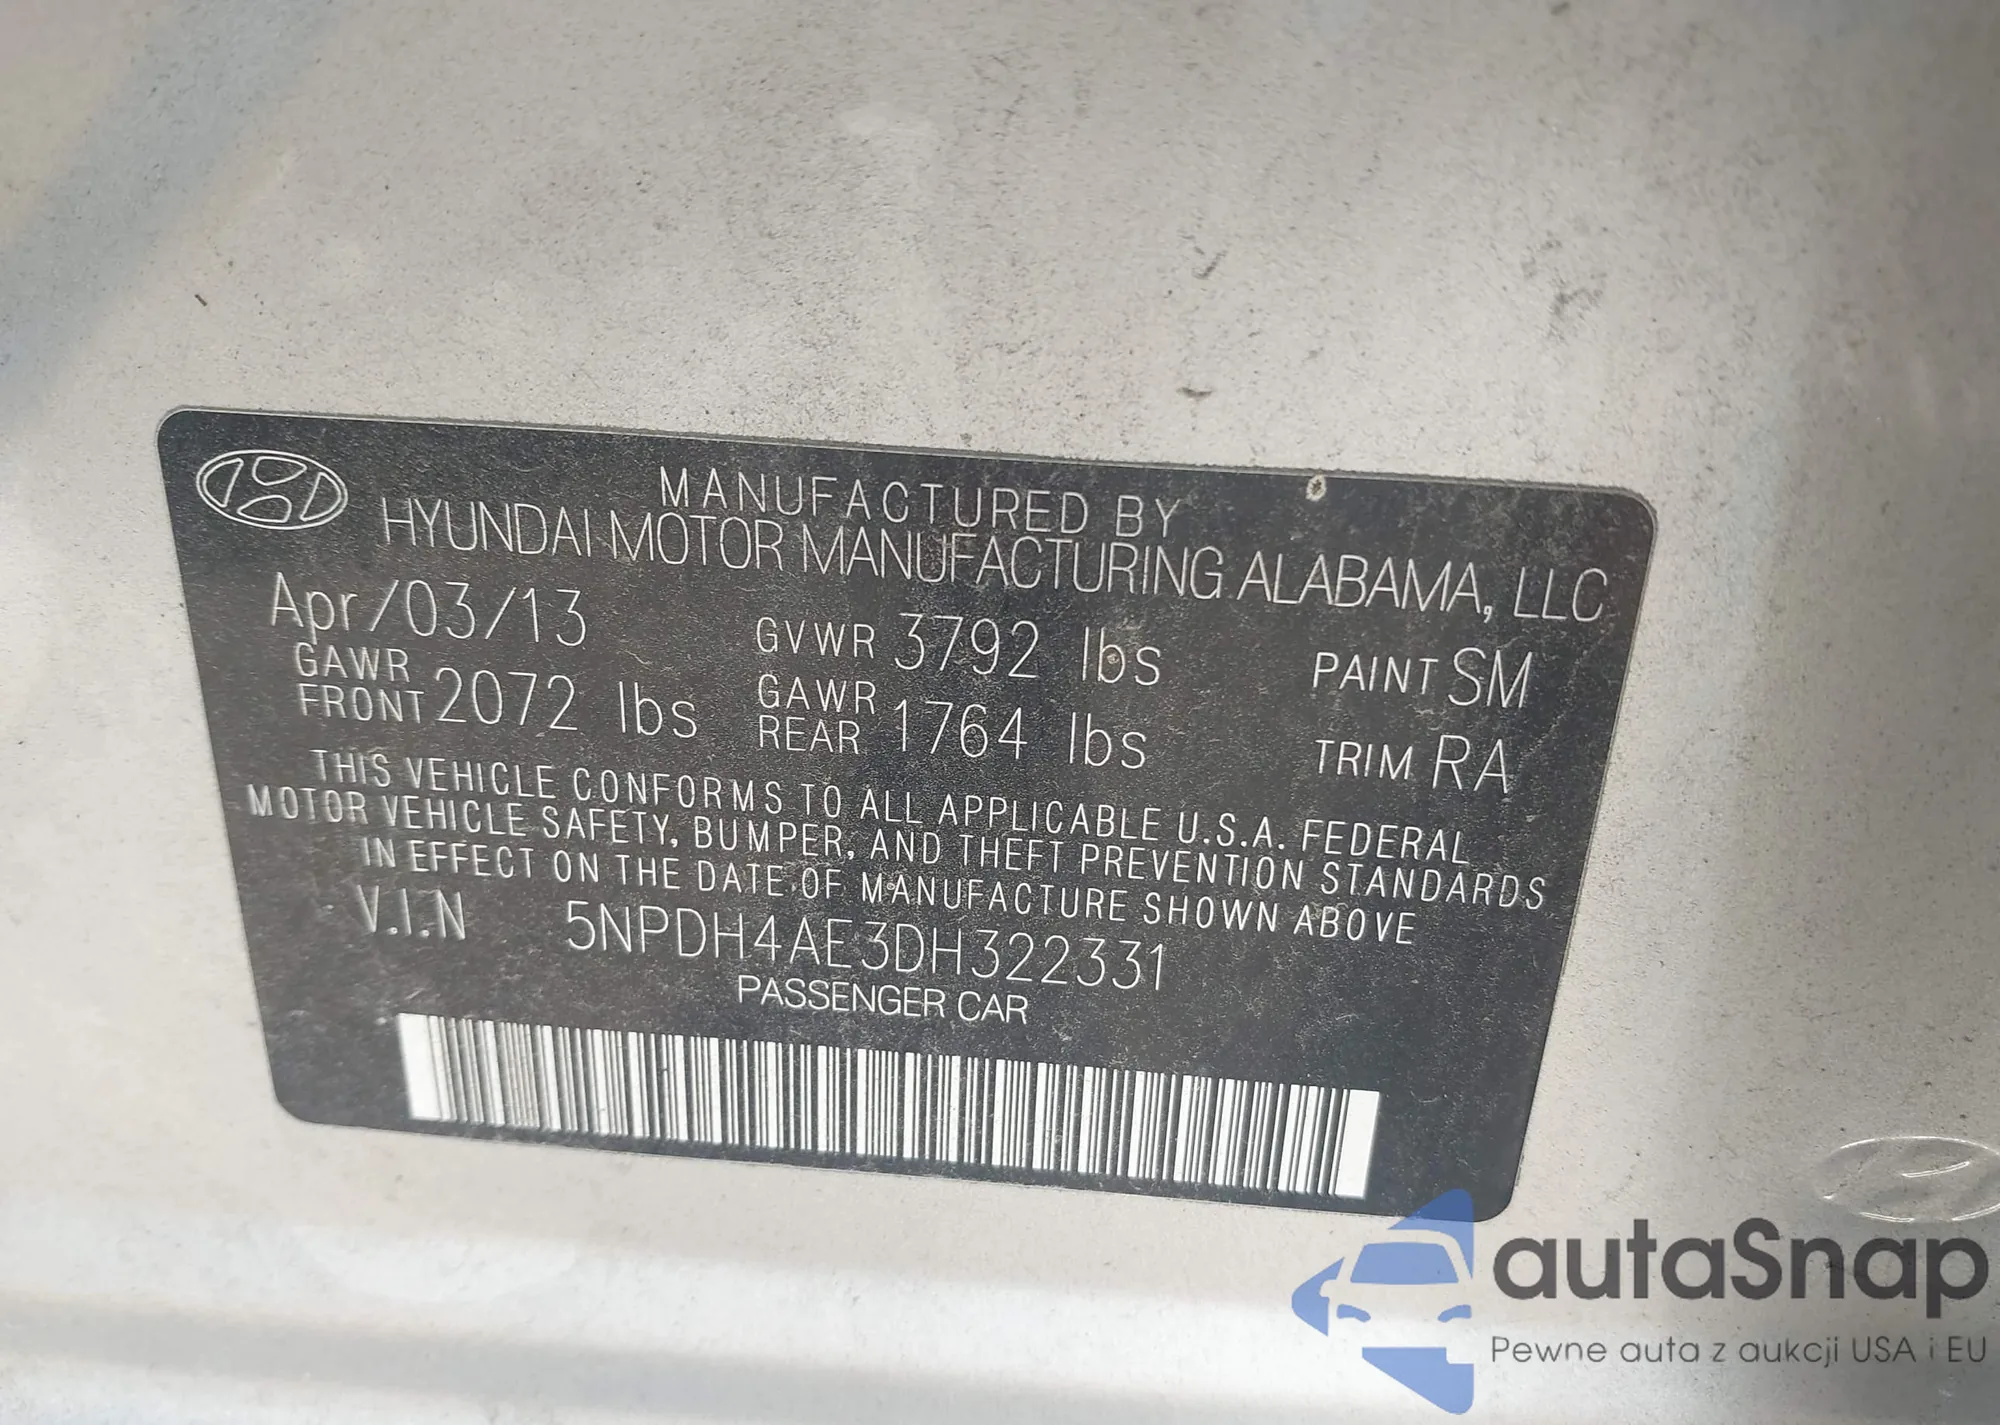 MANUFACTURED BY
HYUNDAI MOTOR MANUFACTURING ALABAMA, LLC
Apr/03/13 GVWR 3792 lbs PAINT SM
GAWR FRONT 2072 lbs GAWR REAR 1764 lbs TRIM RA
THIS VEHICLE CONFORMS TO ALL APPLICABLE U.S.A. FEDERAL
MOTOR VEHICLE SAFETY, BUMPER, AND THEFT PREVENTION STANDARDS
IN EFFECT ON THE DATE OF MANUFACTURE SHOWN ABOVE
V.I.N 5NPDH4AE3DH322331
PASSENGER CAR
autaSnap
Pewne auta z aukcji USA i EU